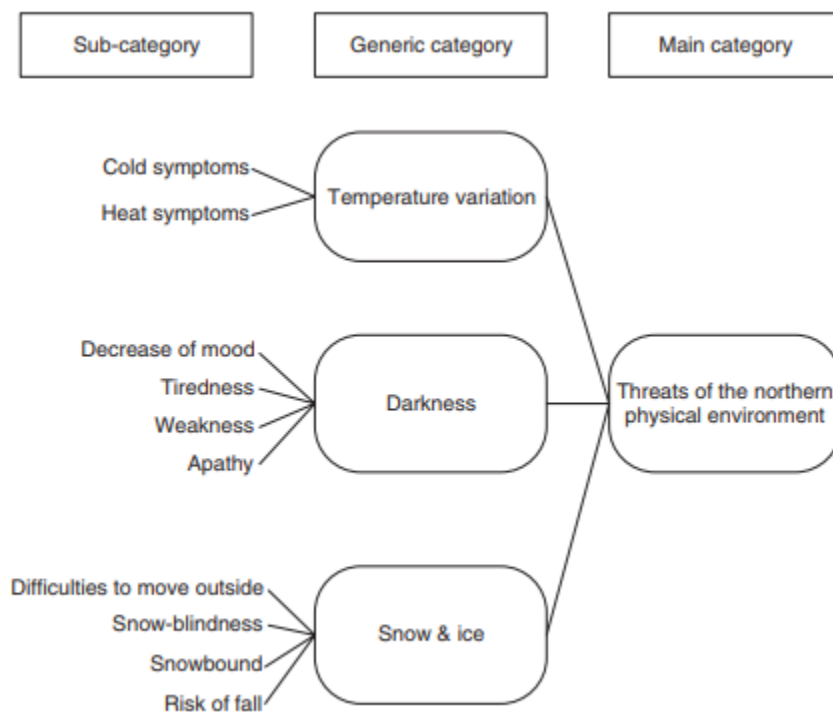 Sub-category
Generic category
Main category
Cold symptoms
Heat symptoms
Temperature variation
Decrease of mood
Tiredness
Weakness
Apathy
Darkness
Threats of the northern
physical environment
Difficulties to move outside
Snow-blindness
Snowbound
Risk of fall
Snow & ice